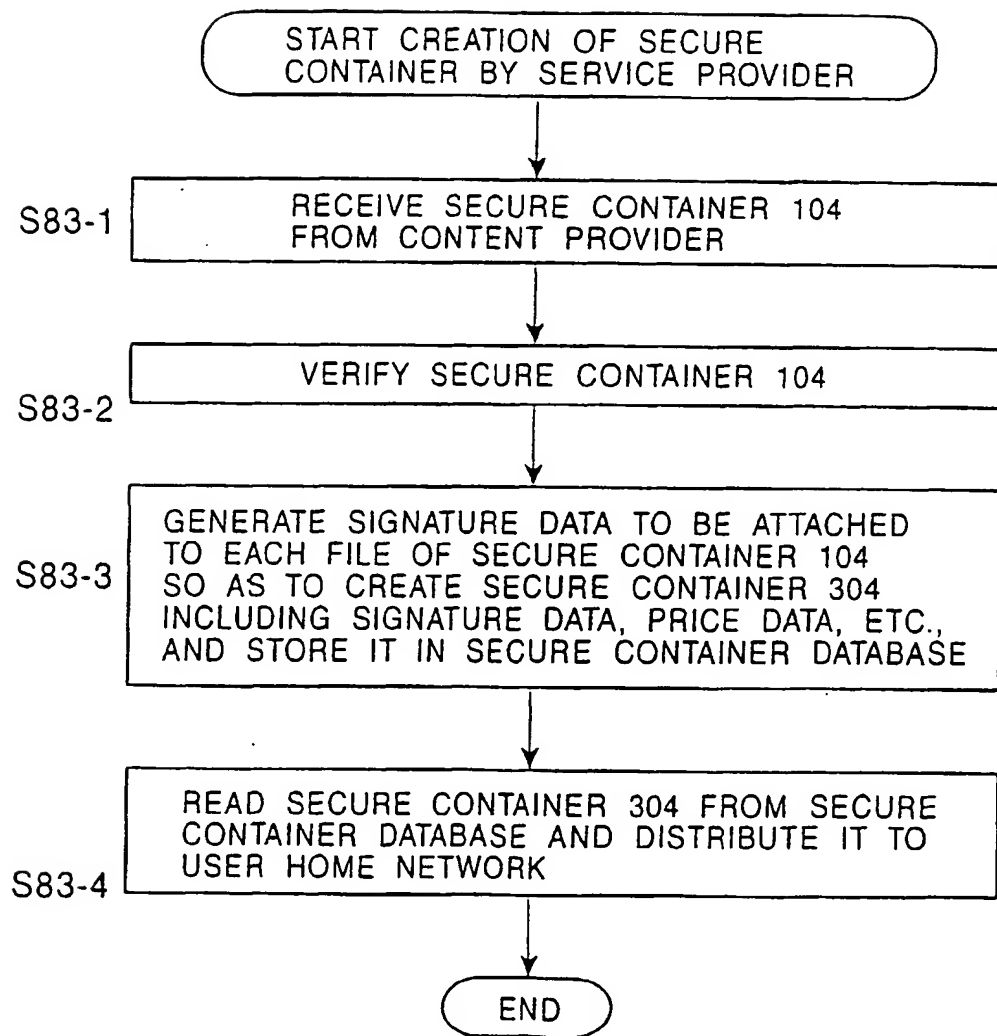 START CREATION OF SECURE
CONTAINER BY SERVICE PROVIDER
S83-1
RECEIVE SECURE CONTAINER 104
FROM CONTENT PROVIDER
S83-2
VERIFY SECURE CONTAINER 104
S83-3
GENERATE SIGNATURE DATA TO BE ATTACHED
TO EACH FILE OF SECURE CONTAINER 104
SO AS TO CREATE SECURE CONTAINER 304
INCLUDING SIGNATURE DATA, PRICE DATA, ETC.,
AND STORE IT IN SECURE CONTAINER DATABASE
S83-4
READ SECURE CONTAINER 304 FROM SECURE
CONTAINER DATABASE AND DISTRIBUTE IT TO
USER HOME NETWORK
END